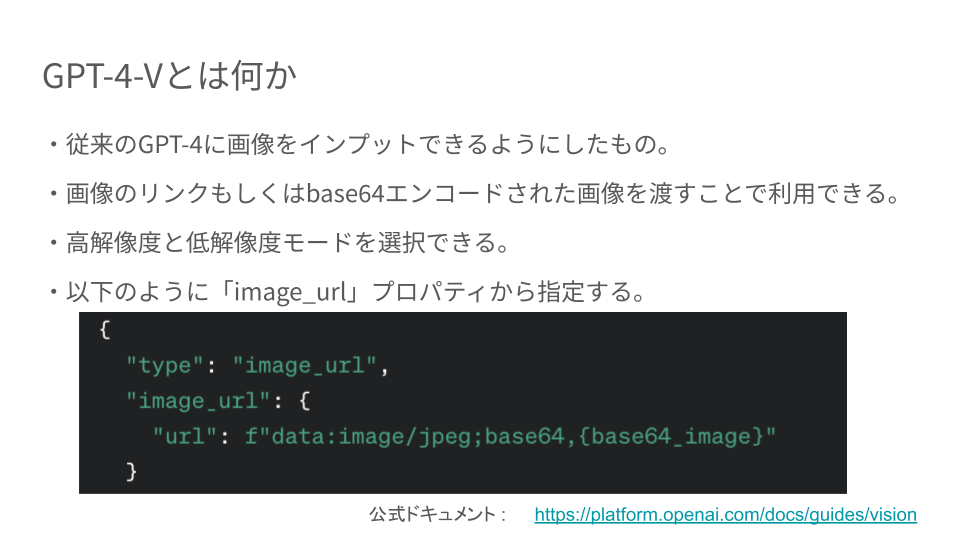 GPT-4-Vとは何か
・従来のGPT-4に画像をインプットできるようにしたもの。
・画像のリンクもしくはbase64エンコードされた画像を渡すことで利用できる。
・高解像度と低解像度モードを選択できる。
・以下のように「image_url」プロパティから指定する。
{
  "type": "image_url",
  "image_url": {
    "url": f"data:image/jpeg;base64,{base64_image}"
  }
公式ドキュメント： https://platform.openai.com/docs/guides/vision